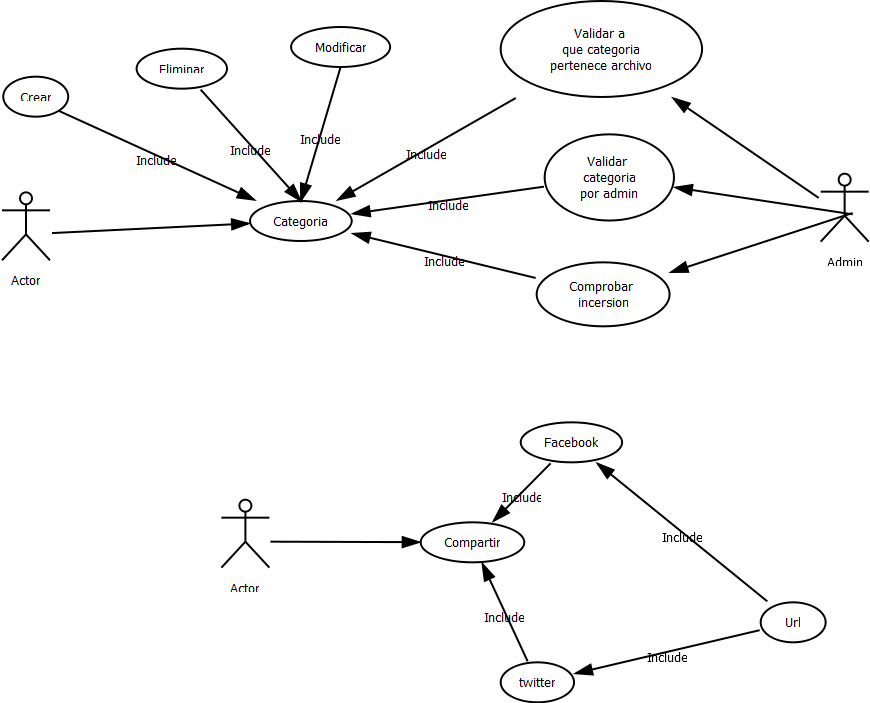 Validar a
que categoria
pertenece archivo
Modificar
Eliminar
Crear
Include
Include
Include
Include
Validar
categoria
por admin
Include
Categoria
Include
Comprobar
incersion
Actor
Admin
Facebook
Include
Compartir
Include
Actor
Include
Url
Include
twitter